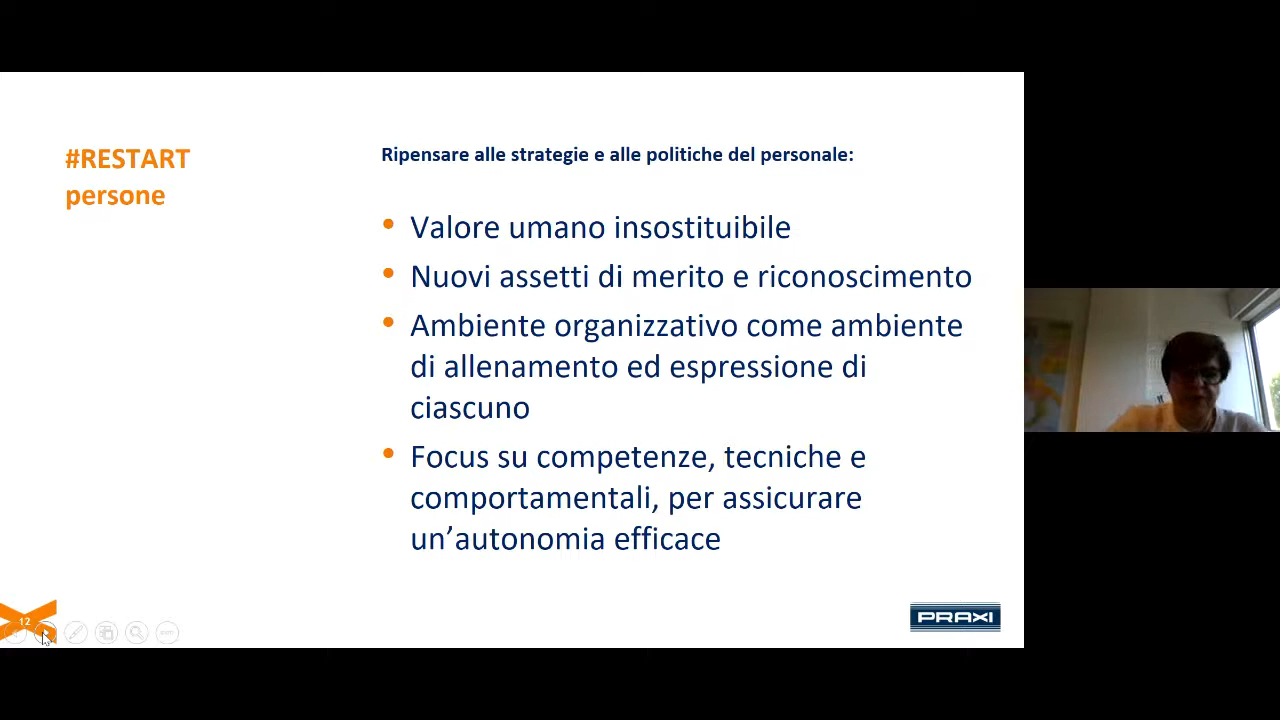 #RESTART
persone
Ripensare alle strategie e alle politiche del personale:
• Valore umano insostituibile
• Nuovi assetti di merito e riconoscimento
• Ambiente organizzativo come ambiente
di allenamento ed espressione di
ciascuno
• Focus su competenze, tecniche e
comportamentali, per assicurare
un’autonomia efficace
12
PRAXI